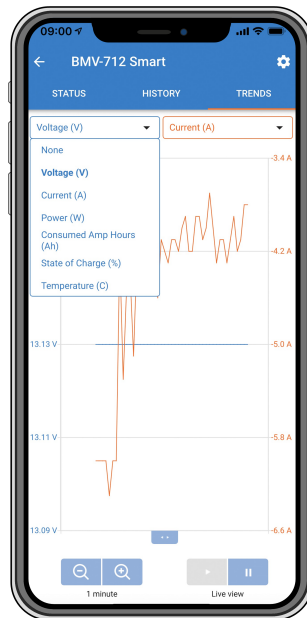 09:00
BMV-712 Smart
STATUS HISTORY TRENDS
Voltage (V) Current (A)
None
Voltage (V)
Current (A)
Power (W)
Consumed Amp Hours
(Ah)
State of Charge (%)
Temperature (C)
-3.4 A
-4.2 A
13.13 V -5.0 A
13.11 V -5.8 A
13.09 V -6.6 A
1 minute Live view